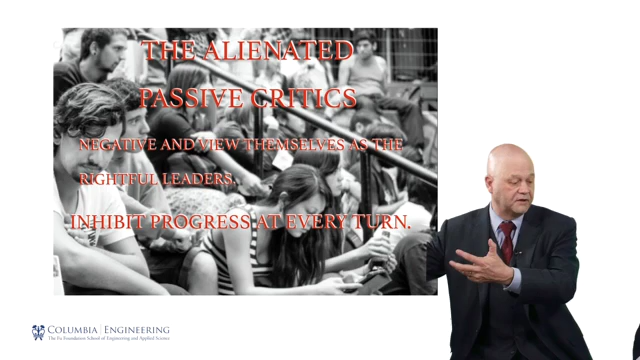 THE ALIENATED
PASSIVE CRITICS
NEGATIVE AND VIEW THEMSELVES AS THE
RIGHTFUL LEADERS.
INHIBIT PROGRESS AT EVERY TURN.
COLUMBIA | ENGINEERING
The Fu Foundation School of Engineering and Applied Science